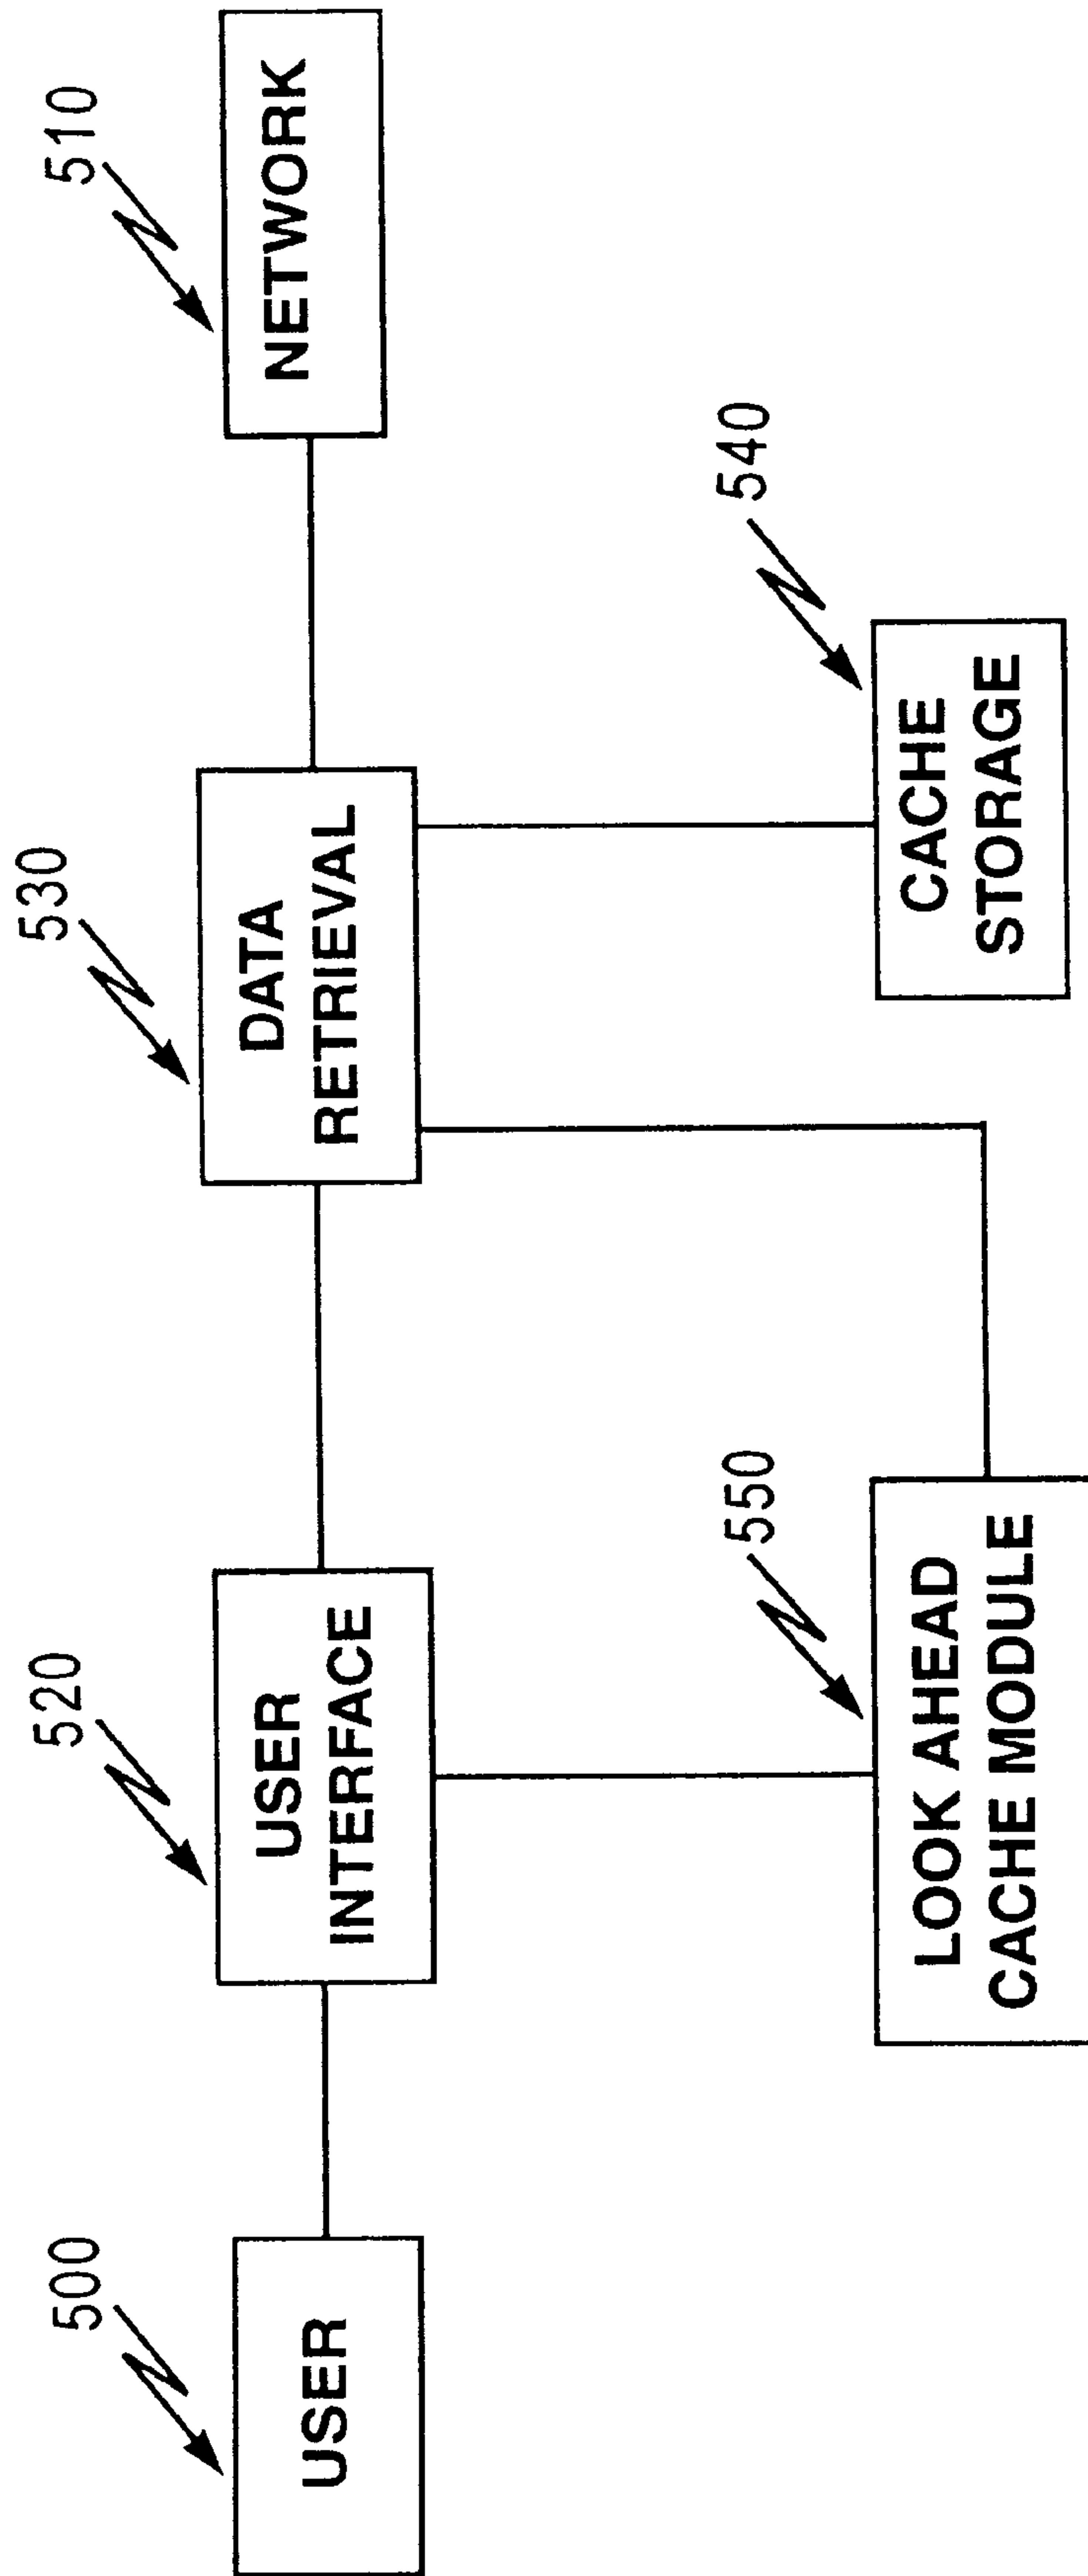 500
USER
520
USER
INTERFACE
530
DATA
RETRIEVAL
510
NETWORK
550
LOOK AHEAD
CACHE MODULE
540
CACHE
STORAGE